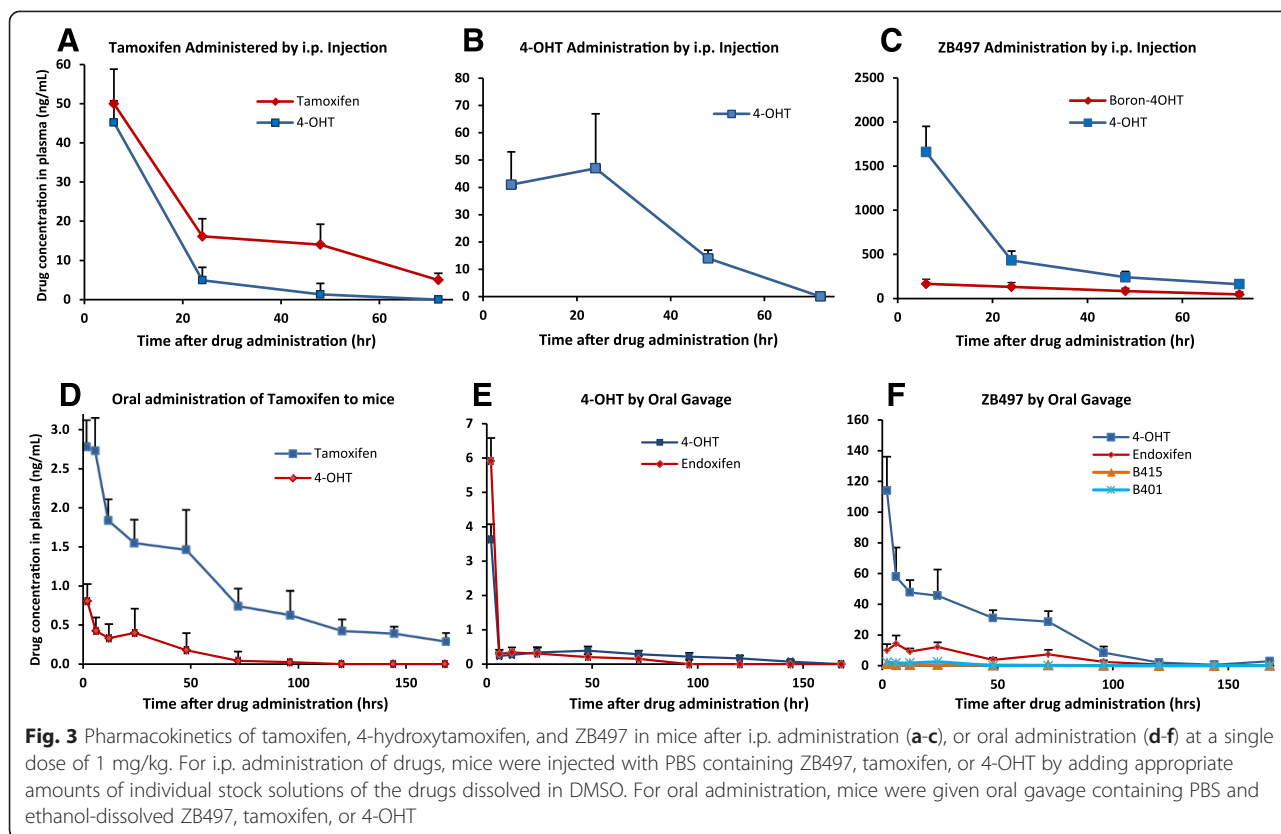 A Tamoxifen Administered by i.p. Injection
Drug concentration in plasma (ng/mL)
60
50
40
30
20
10
0
Tamoxifen
4-OHT
0 20 40 60
Time after drug administration (hr)
B 4-OHT Administration by i.p. Injection
80
70
60
50
40
30
20
10
0
4-OHT
0 20 40 60
Time after drug administration (hr)
C ZB497 Administration by i.p. Injection
2500
2000
1500
1000
500
0
Boron-4OHT
4-OHT
0 20 40 60
Time after drug administration (hr)
D Oral administration of Tamoxifen to mice
Drug concentration in plasma (ng/mL)
3.0
2.5
2.0
1.5
1.0
0.5
0.0
Tamoxifen
4-OHT
0 50 100 150
Time after drug administration (hrs)
E 4-OHT by Oral Gavage
7
6
5
4
3
2
1
0
4-OHT
Endoxifen
0 50 100 150
Time after drug administration (hr)
F ZB497 by Oral Gavage
160
140
120
100
80
60
40
20
0
4-OHT
Endoxifen
B415
B401
0 50 100 150
Time after drug administration (hr)
Fig. 3 Pharmacokinetics of tamoxifen, 4-hydroxytamoxifen, and ZB497 in mice after i.p. administration (a-c), or oral administration (d-f) at a single
dose of 1 mg/kg. For i.p. administration of drugs, mice were injected with PBS containing ZB497, tamoxifen, or 4-OHT by adding appropriate
amounts of individual stock solutions of the drugs dissolved in DMSO. For oral administration, mice were given oral gavage containing PBS and
ethanol-dissolved ZB497, tamoxifen, or 4-OHT